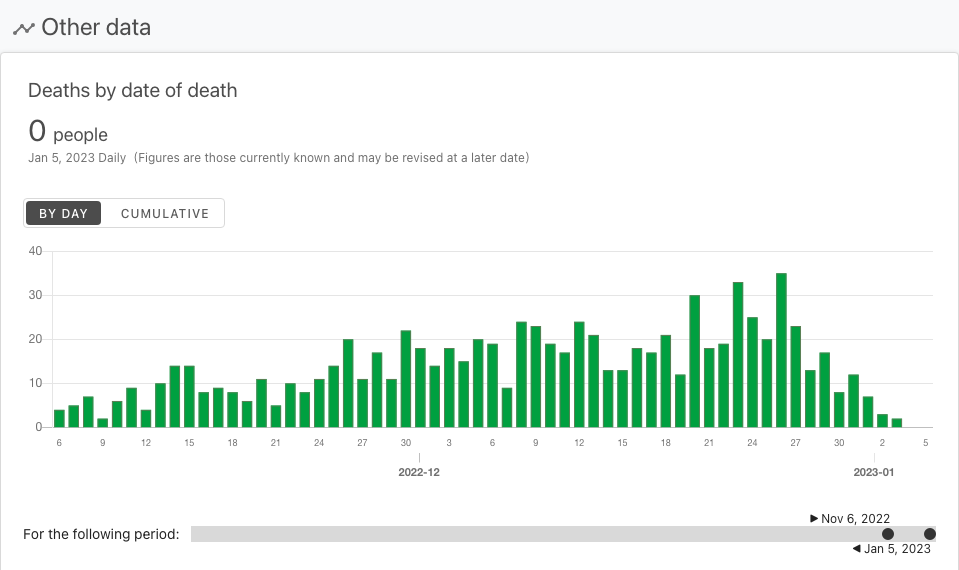 Other data
Deaths by date of death
0 people
Jan 5, 2023 Daily (Figures are those currently known and may be revised at a later date)
BY DAY CUMULATIVE
40
30
20
10
0
6 9 12 15 18 21 24 27 30 3 6 9 12 15 18 21 24 27 30 2 5
2022-12 2023-01
▶ Nov 6, 2022
For the following period:
◀ Jan 5, 2023